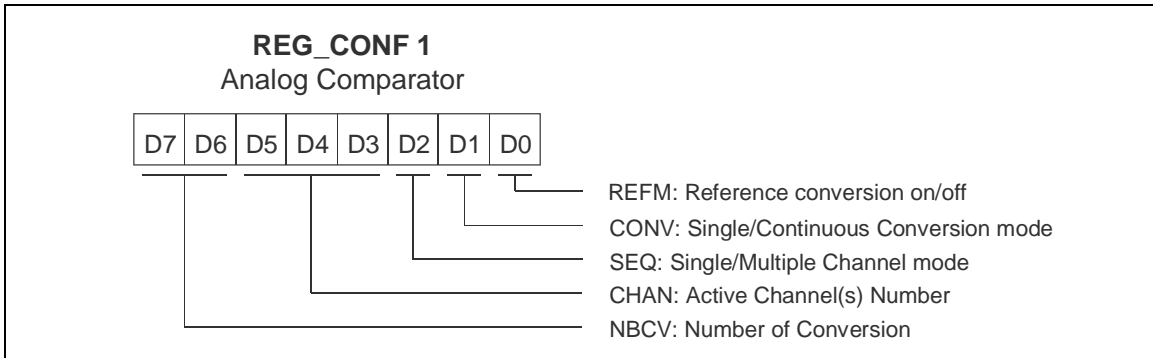 REG_CONF 1
Analog Comparator
D7 D6 D5 D4 D3 D2 D1 D0
REFM: Reference conversion on/off
CONV: Single/Continuous Conversion mode
SEQ: Single/Multiple Channel mode
CHAN: Active Channel(s) Number
NBCV: Number of Conversion